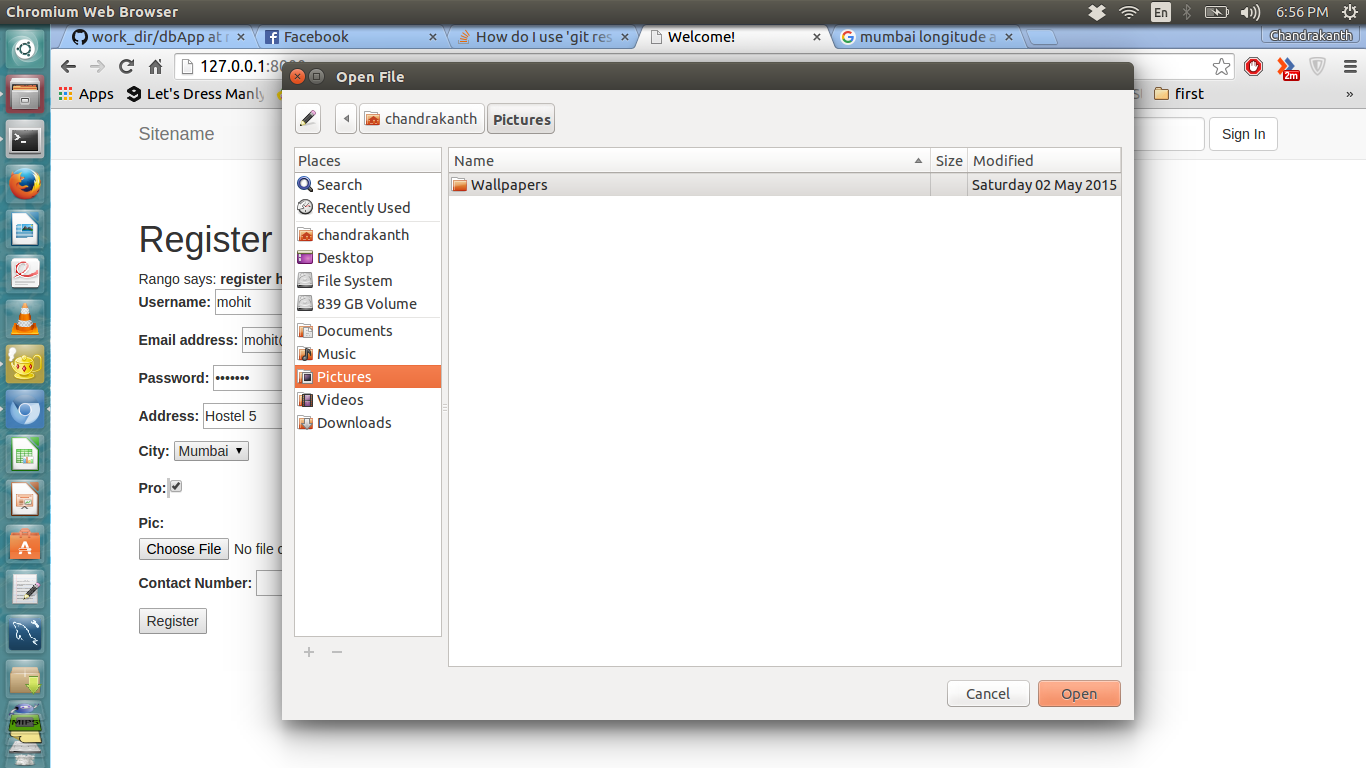 Chromium Web Browser
En
6:56 PM
work_dir/dbApp at
Facebook
How do I use 'git res
Welcome!
mumbai longitude a
Chandrakanth
127.0.0.1:8
2m
Apps
Let's Dress Manly
first
»
Open File
chandrakanth
Pictures
Sitename
Sign In
Places
Name
Size
Modified
Search
Wallpapers
Saturday 02 May 2015
Recently Used
chandrakanth
Desktop
File System
839 GB Volume
Documents
Music
Pictures
Videos
Downloads
Register
Rango says: register h
Username: mohit
Email address: mohit@
Password: •••••••
Address: Hostel 5
City: Mumbai
Pro:
Pic:
Choose File No file c
Contact Number:
Register
Cancel
Open
MIPS